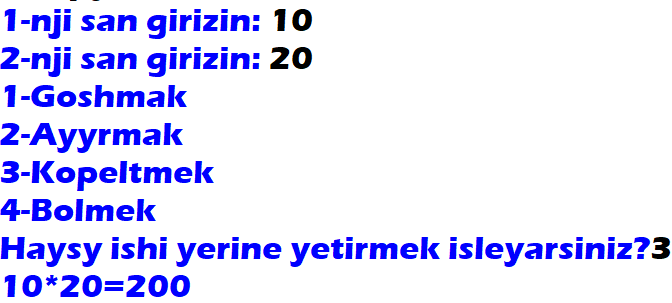 1-nji san girizin: 10
2-nji san girizin: 20
1-Goshmak
2-Ayyrmak
3-Kopeltmek
4-Bolmek
Haysy ishi yerine yetirmek isleyarsiniz?3
10*20=200